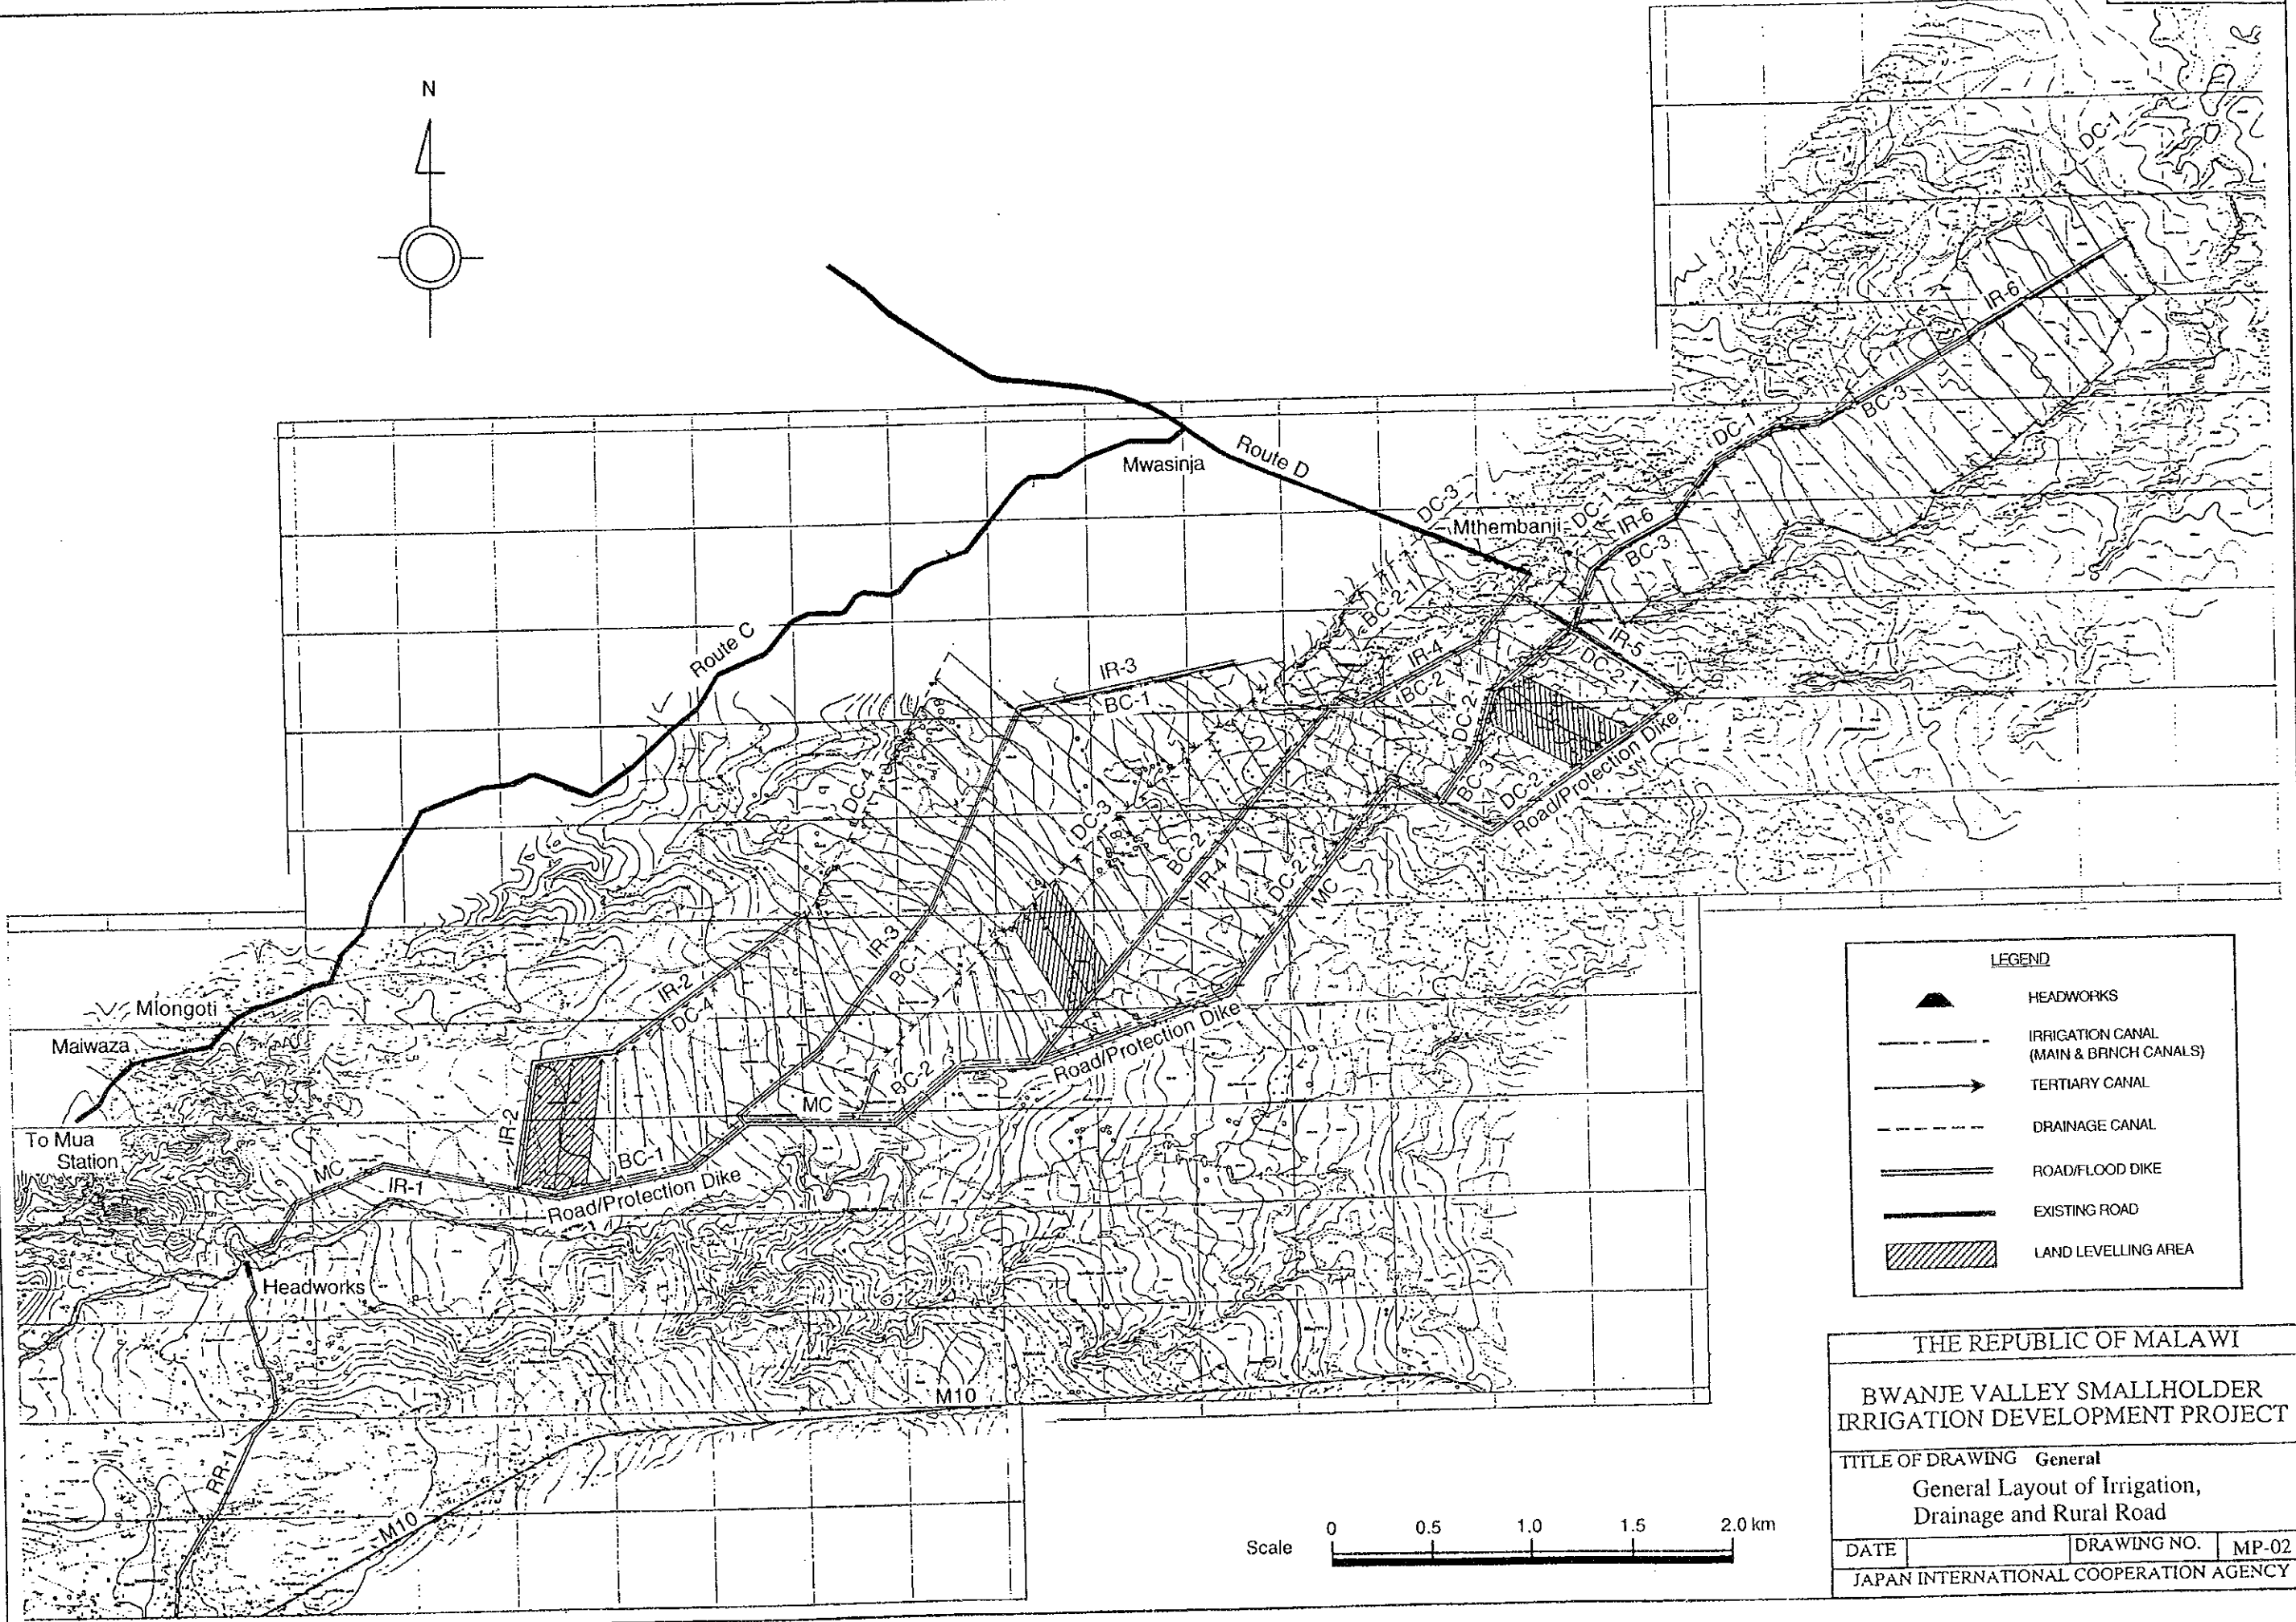 N
DC-1
IR-6
BC-3
DC-1
Route D
Mwasinja
DC-3
Mthembanji
DC-1
IR-6
BC-3
BC-2-1
IR-5
Route C
IR-3
BC-1
IR-4
BC-2
DC-2-1
DC-2-1
DC-4
DC-3
BC-2
IR-4
BC-3
DC-2
Road/Protection Dike
DC-2
MC
IR-3
BC-1
IR-2
DC-4
Mlongoti
Maiwaza
BC-2
Road/Protection Dike
MC
IR-2
To Mua
Station
MC
IR-1
BC-1
Road/Protection Dike
Headworks
M10
RR-1
M10
LEGEND
HEADWORKS
IRRIGATION CANAL
(MAIN & BRNCH CANALS)
TERTIARY CANAL
DRAINAGE CANAL
ROAD/FLOOD DIKE
EXISTING ROAD
LAND LEVELLING AREA
Scale
0 0.5 1.0 1.5 2.0 km
THE REPUBLIC OF MALAWI
BWANJE VALLEY SMALLHOLDER
IRRIGATION DEVELOPMENT PROJECT
TITLE OF DRAWING General
General Layout of Irrigation,
Drainage and Rural Road
DATE DRAWING NO. MP-02
JAPAN INTERNATIONAL COOPERATION AGENCY